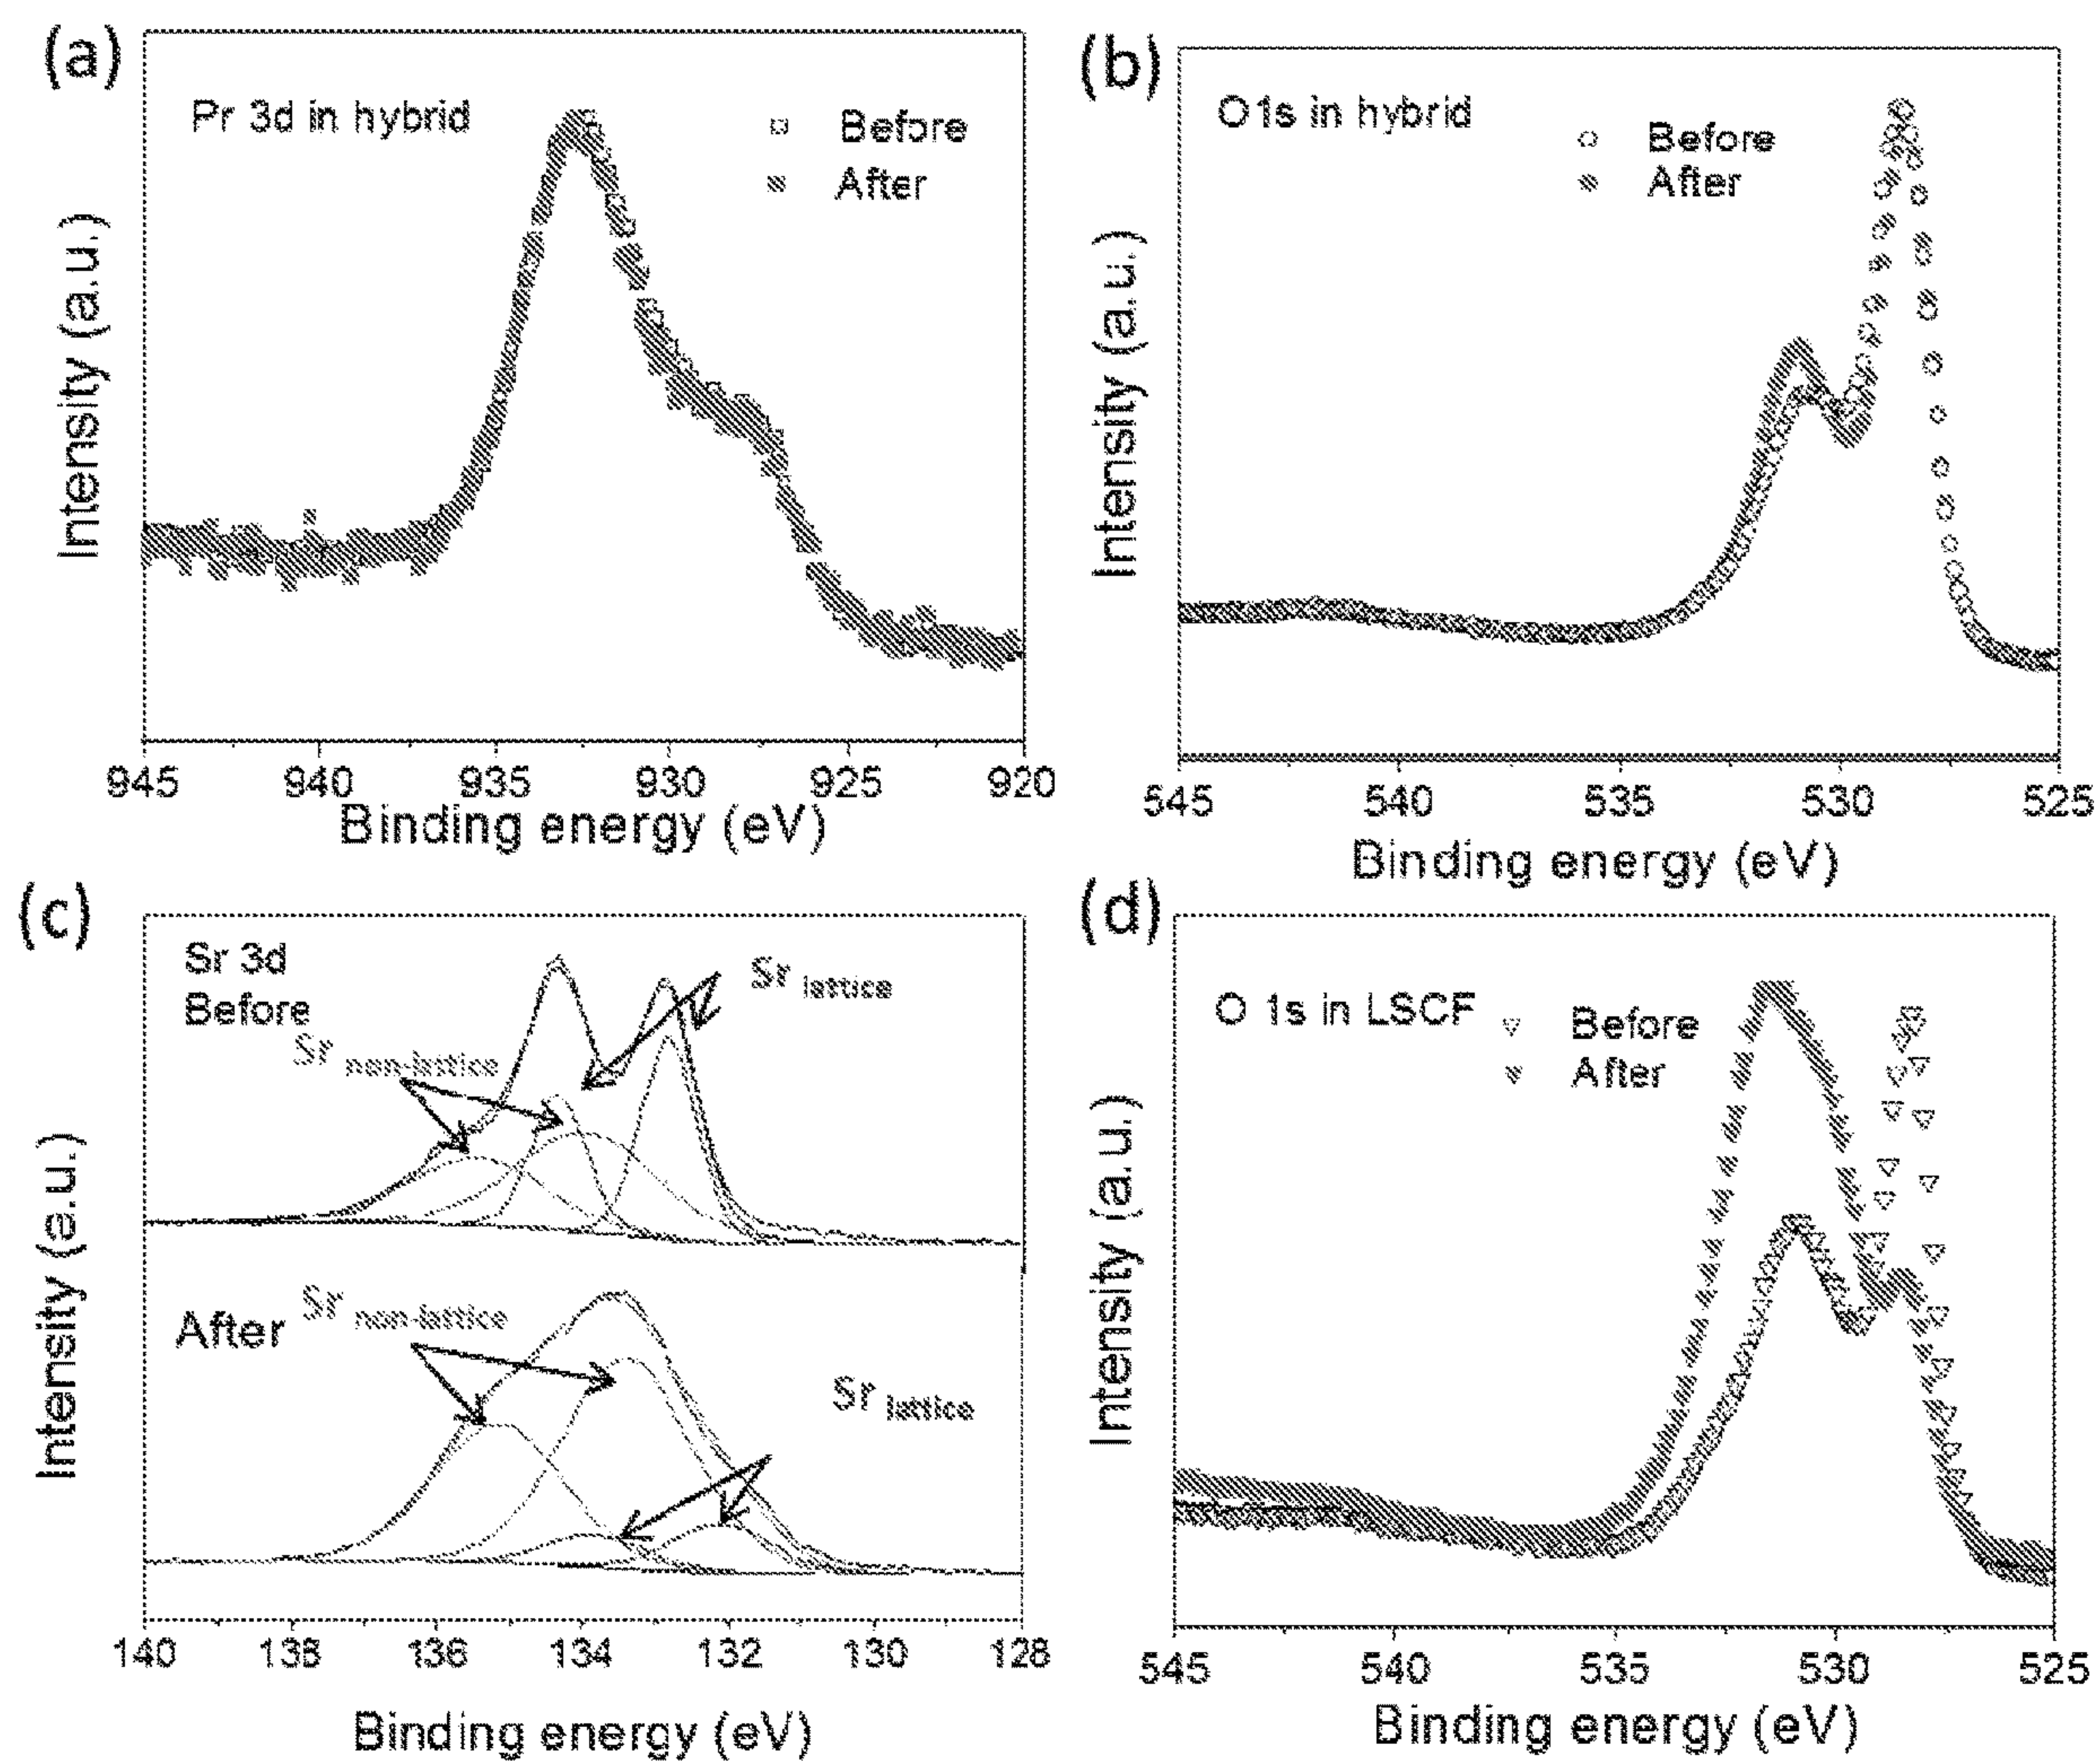 (a)
Pr 3d in hybrid
Before
After
Intensity (a.u.)
945 940 935 930 925 920
Binding energy (eV)
(b)
O1s in hybrid
Before
After
Intensity (a.u.)
545 540 535 530 525
Binding energy (eV)
(c)
Sr 3d
Before
Sr non-lattice
Sr lattice
After
Sr non-lattice
Sr lattice
Intensity (a.u.)
140 138 136 134 132 130 128
Binding energy (eV)
(d)
O 1s in LSCF
Before
After
Intensity (a.u.)
545 540 535 530 525
Binding energy (eV)